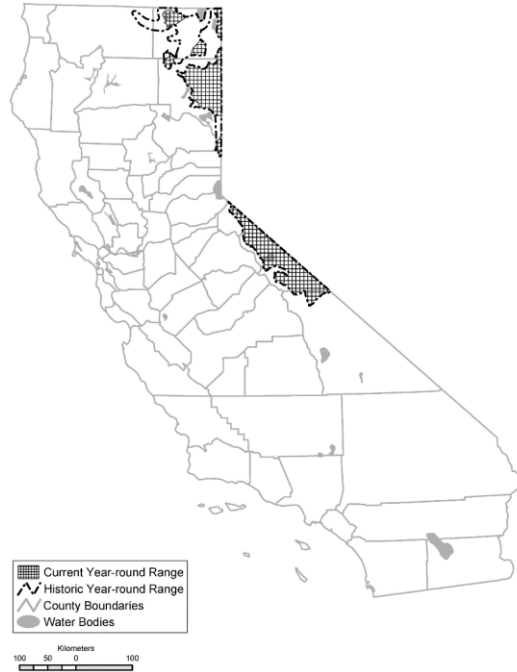 Current Year-round Range
Historic Year-round Range
County Boundaries
Water Bodies
Kilometers
100 50 0 100